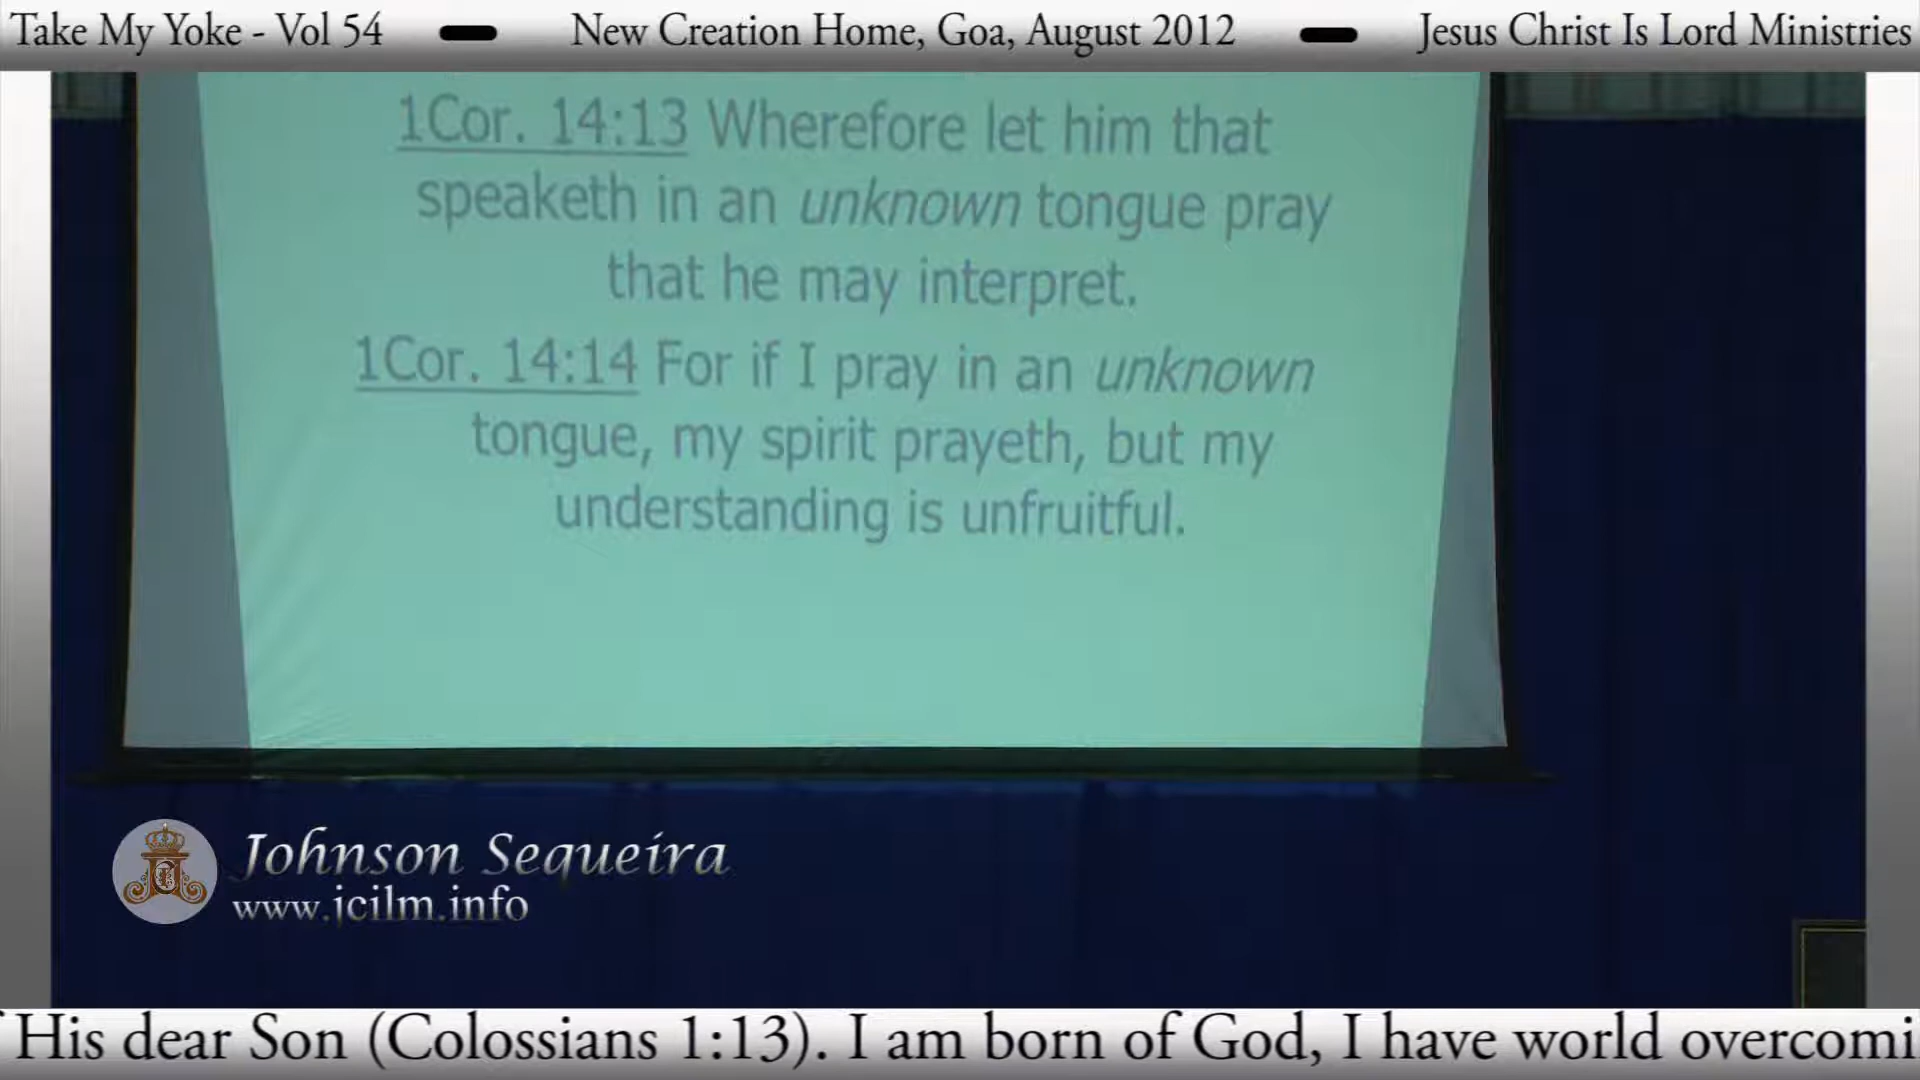 Take My Yoke - Vol 54 — New Creation Home, Goa, August 2012 — Jesus Christ Is Lord Ministries
1Cor. 14:13 Wherefore let him that
speaketh in an unknown tongue pray
that he may interpret.
1Cor. 14:14 For if I pray in an unknown
tongue, my spirit prayeth, but my
understanding is unfruitful.
Johnson Sequeira
www.jcilm.info
His dear Son (Colossians 1:13). I am born of God, I have world overcomi